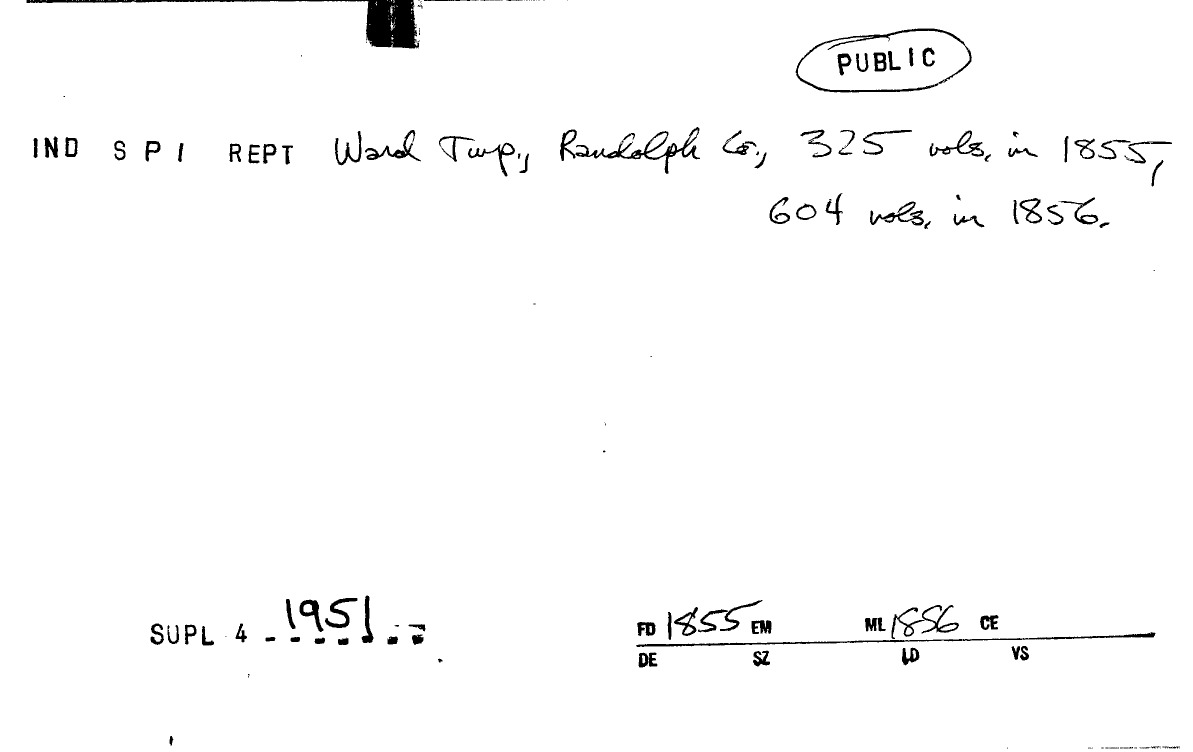 PUBLIC
IND S P I REPT Ward Twp., Randolph Co., 325 vols. in 1855,
604 vols. in 1856.
SUPL 4 1951
FD 1855 EM ML 1856 CE
DE SZ LD VS